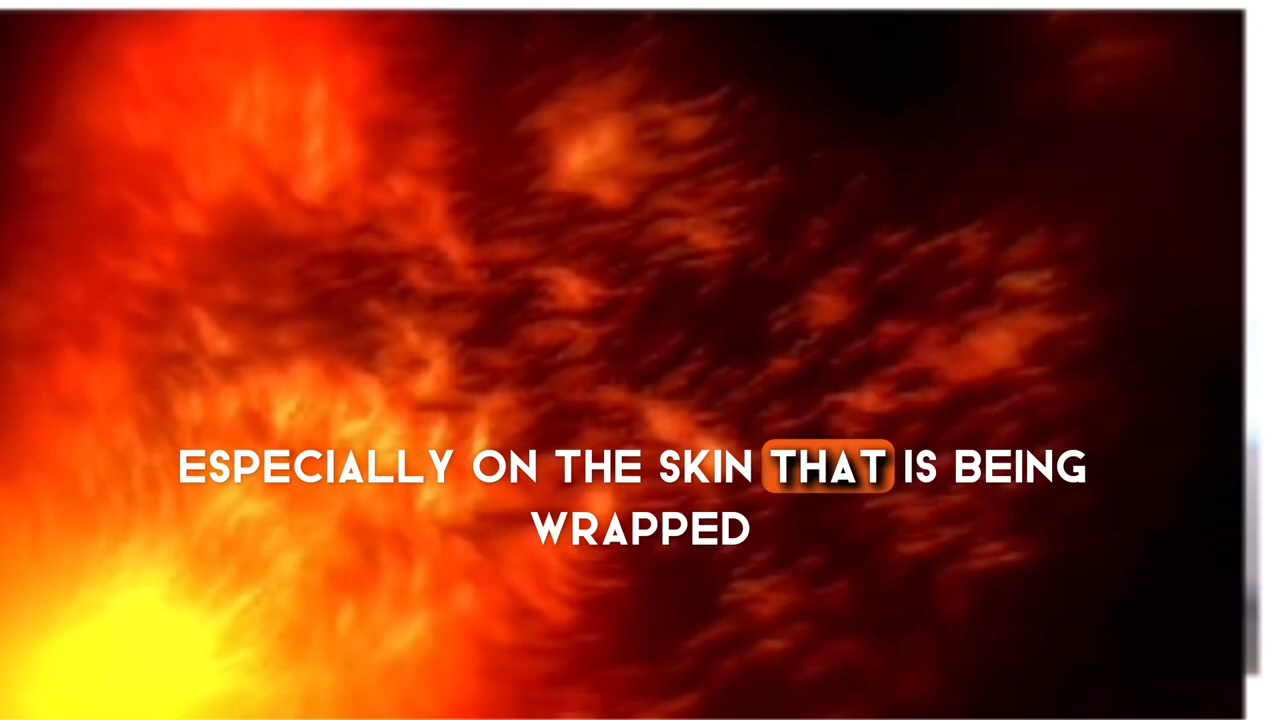 ESPECIALLY ON THE SKIN THAT IS BEING
WRAPPED